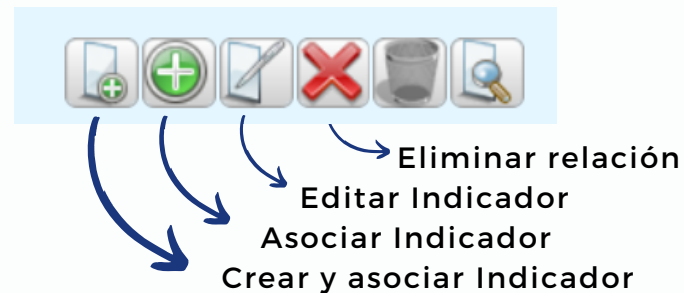 Eliminar relación
Editar Indicador
Asociar Indicador
Crear y asociar Indicador